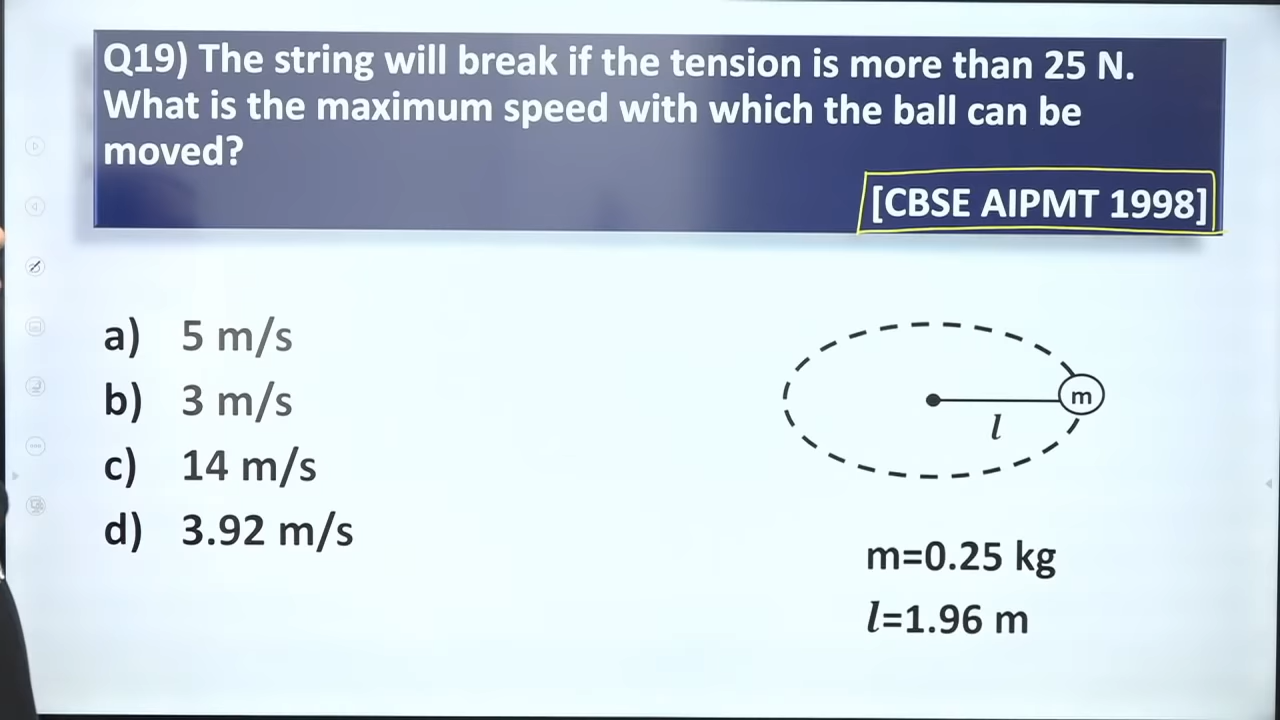 Q19) The string will break if the tension is more than 25 N.
What is the maximum speed with which the ball can be
moved?
[CBSE AIPMT 1998]
a) 5 m/s
b) 3 m/s
c) 14 m/s
d) 3.92 m/s
m
l
m=0.25 kg
l=1.96 m